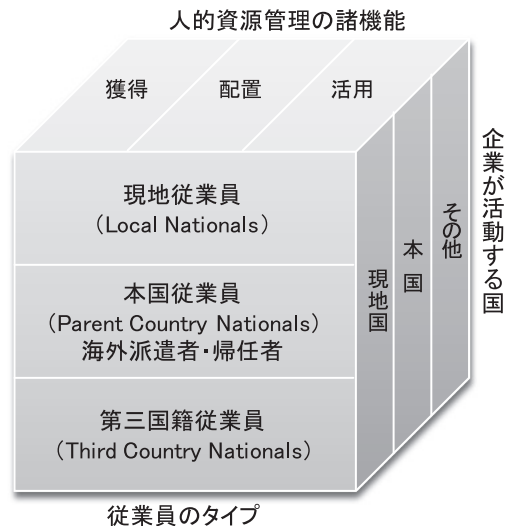 人的資源管理の諸機能
獲得
配置
活用
現地従業員
（Local Nationals）
本国従業員
（Parent Country Nationals）
海外派遣者・帰任者
第三国籍従業員
（Third Country Nationals）
現地国
本国
その他
企業が活動する国
従業員のタイプ